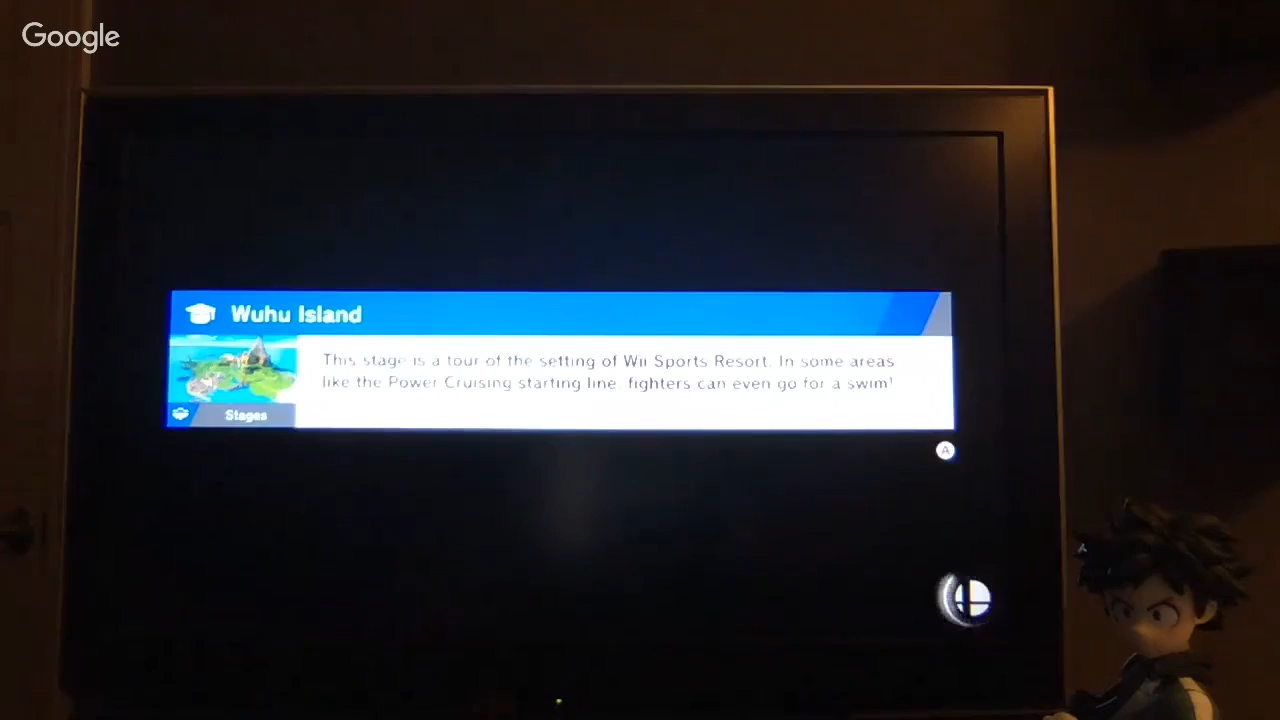 Google
Wuhu Island
This stage is a tour of the setting of Wii Sports Resort. In some areas
like the Power Cruising starting line, fighters can even go for a swim!
Stages
A